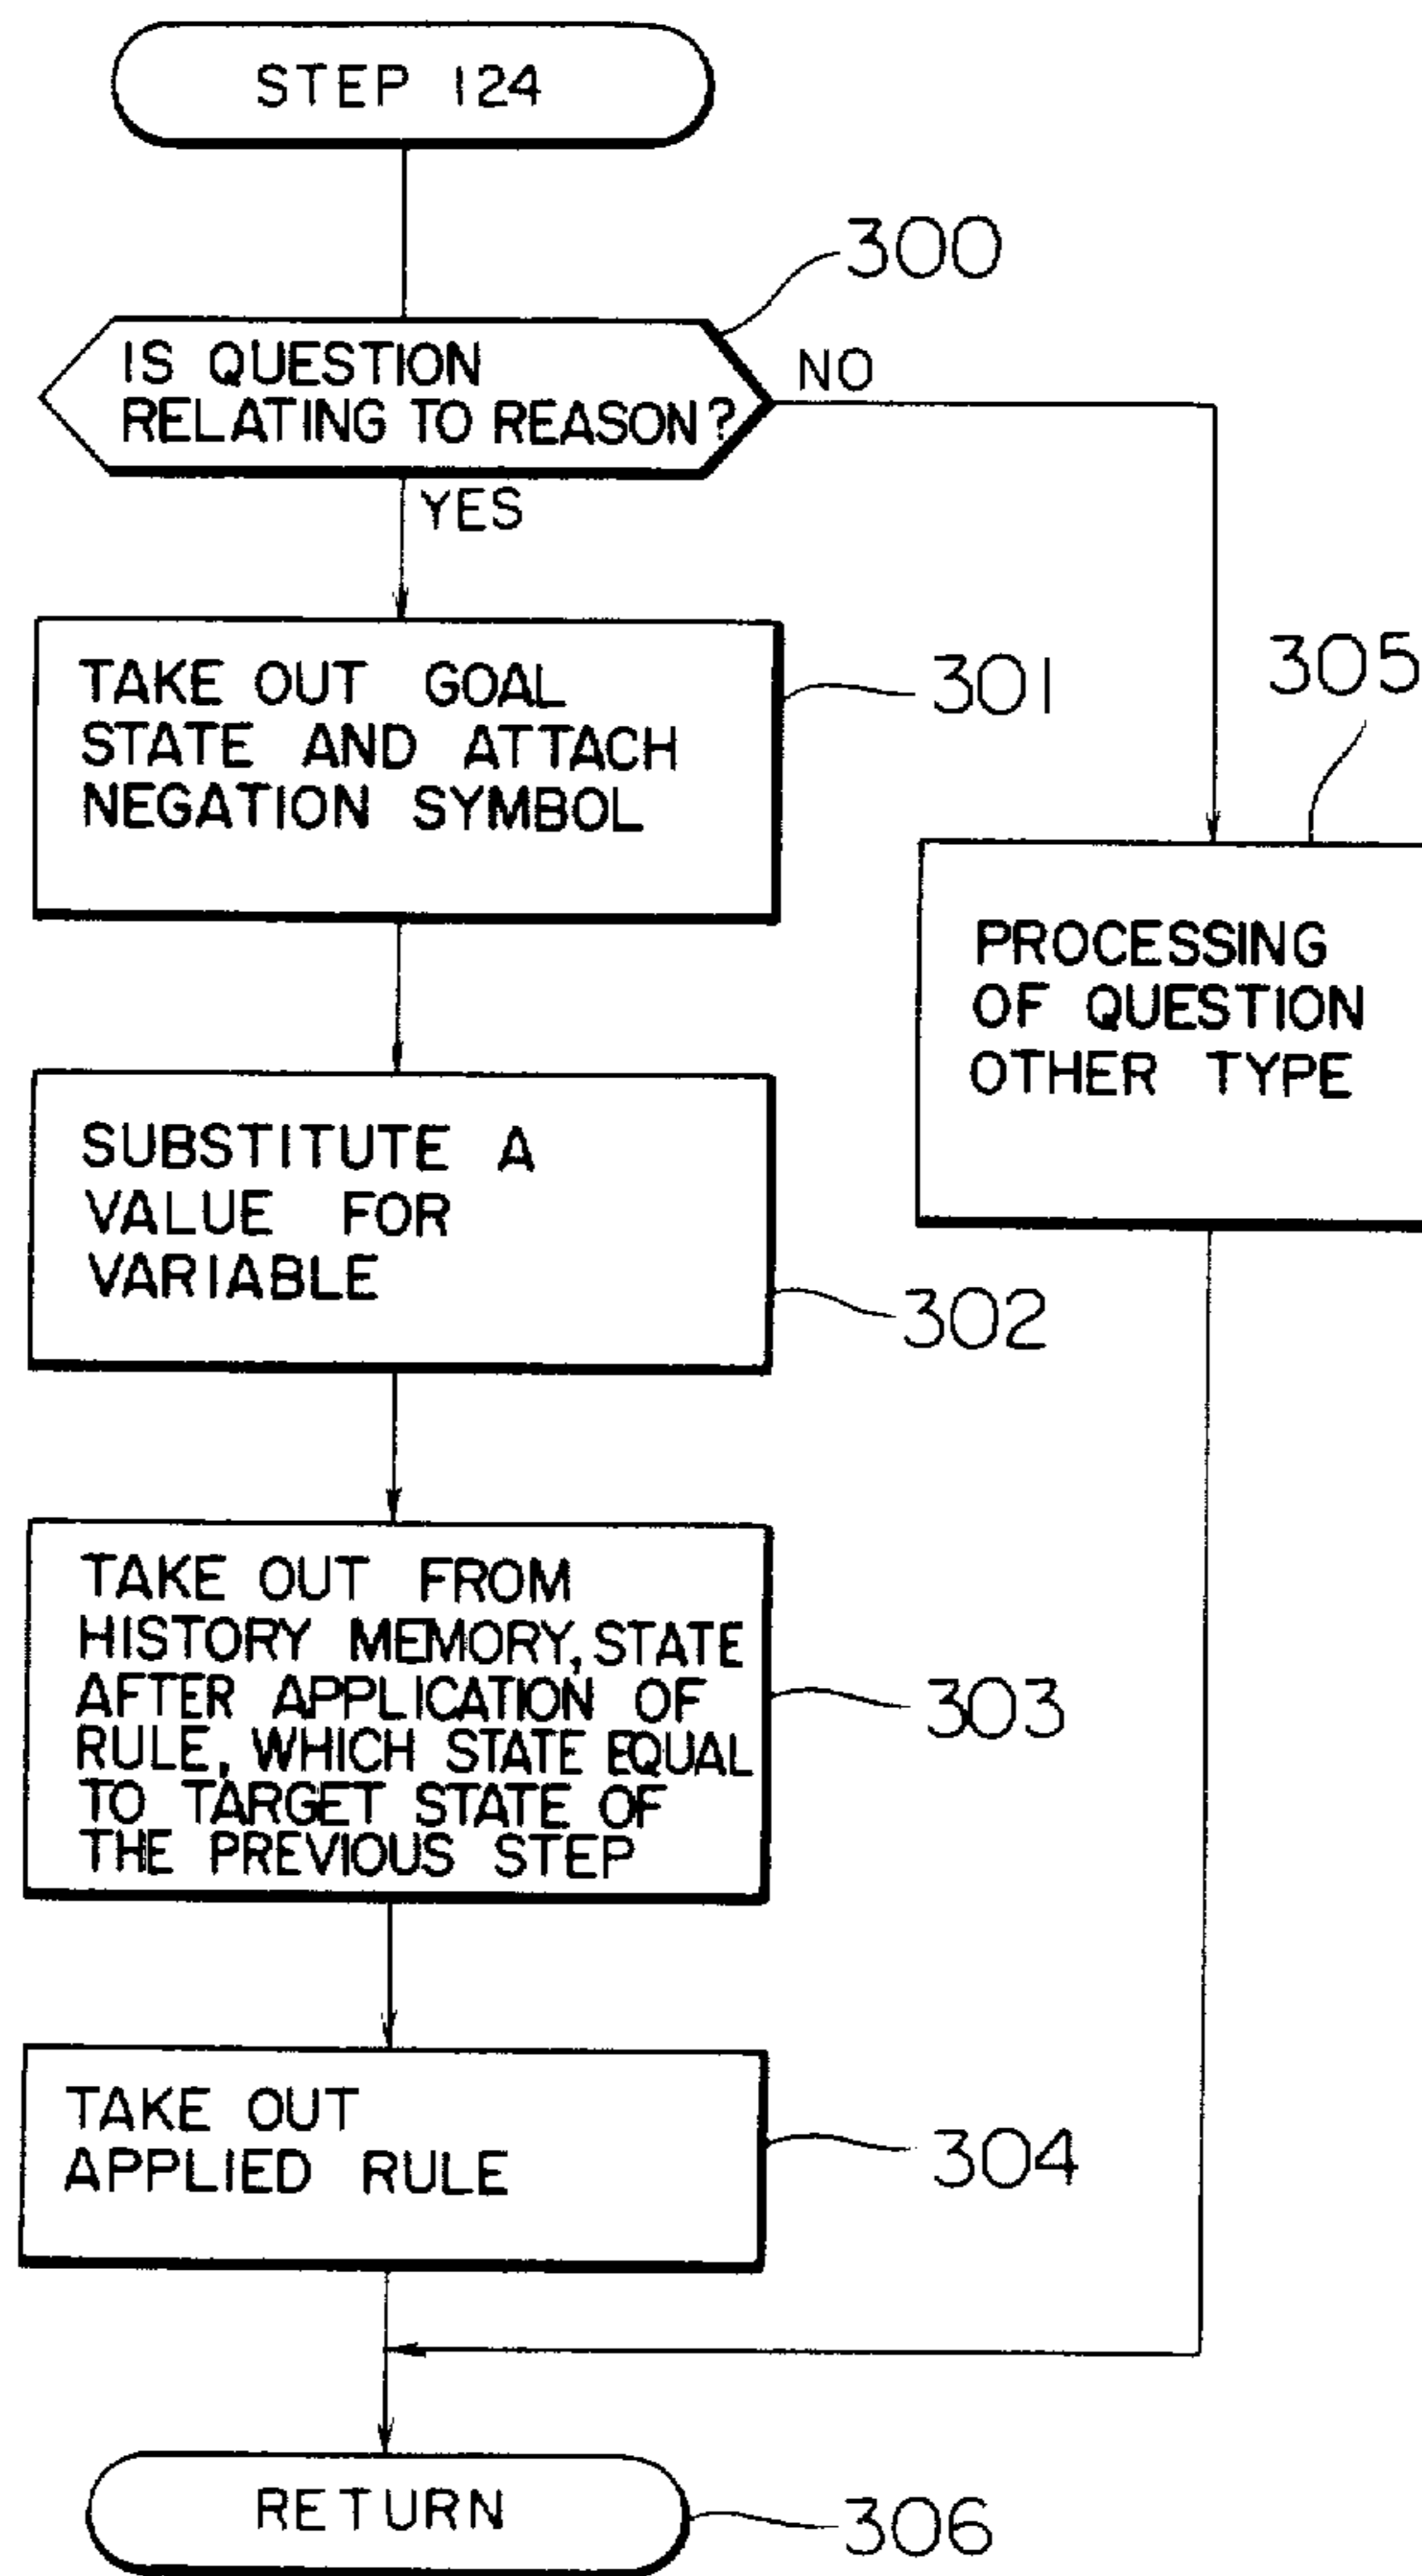 STEP 124
300
IS QUESTION
RELATING TO REASON?
NO
YES
TAKE OUT GOAL
STATE AND ATTACH
NEGATION SYMBOL
301
305
PROCESSING
OF QUESTION
OTHER TYPE
SUBSTITUTE A
VALUE FOR
VARIABLE
302
TAKE OUT FROM
HISTORY MEMORY, STATE
AFTER APPLICATION OF
RULE, WHICH STATE EQUAL
TO TARGET STATE OF
THE PREVIOUS STEP
303
TAKE OUT
APPLIED RULE
304
RETURN
306